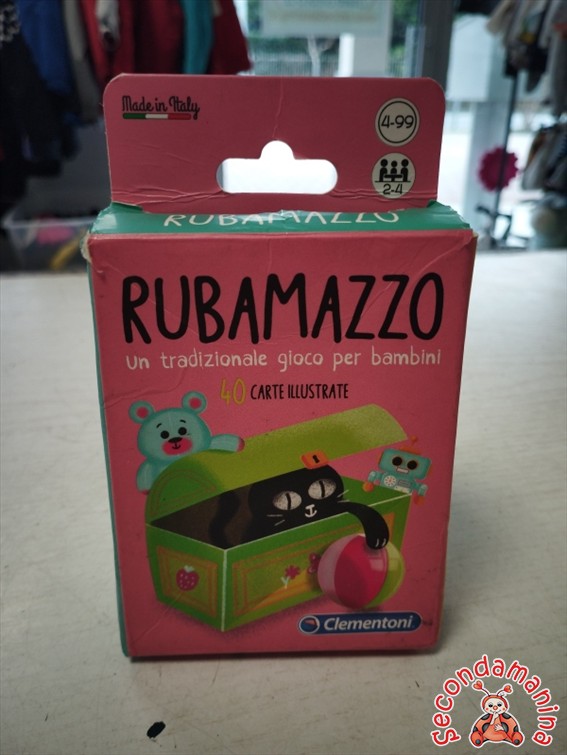 Made in Italy
4-99
2-4
RUBAMAZZO
RUBAMAZZO
un tradizionale gioco per bambini
40 CARTE ILLUSTRATE
Clementoni
secondamanina